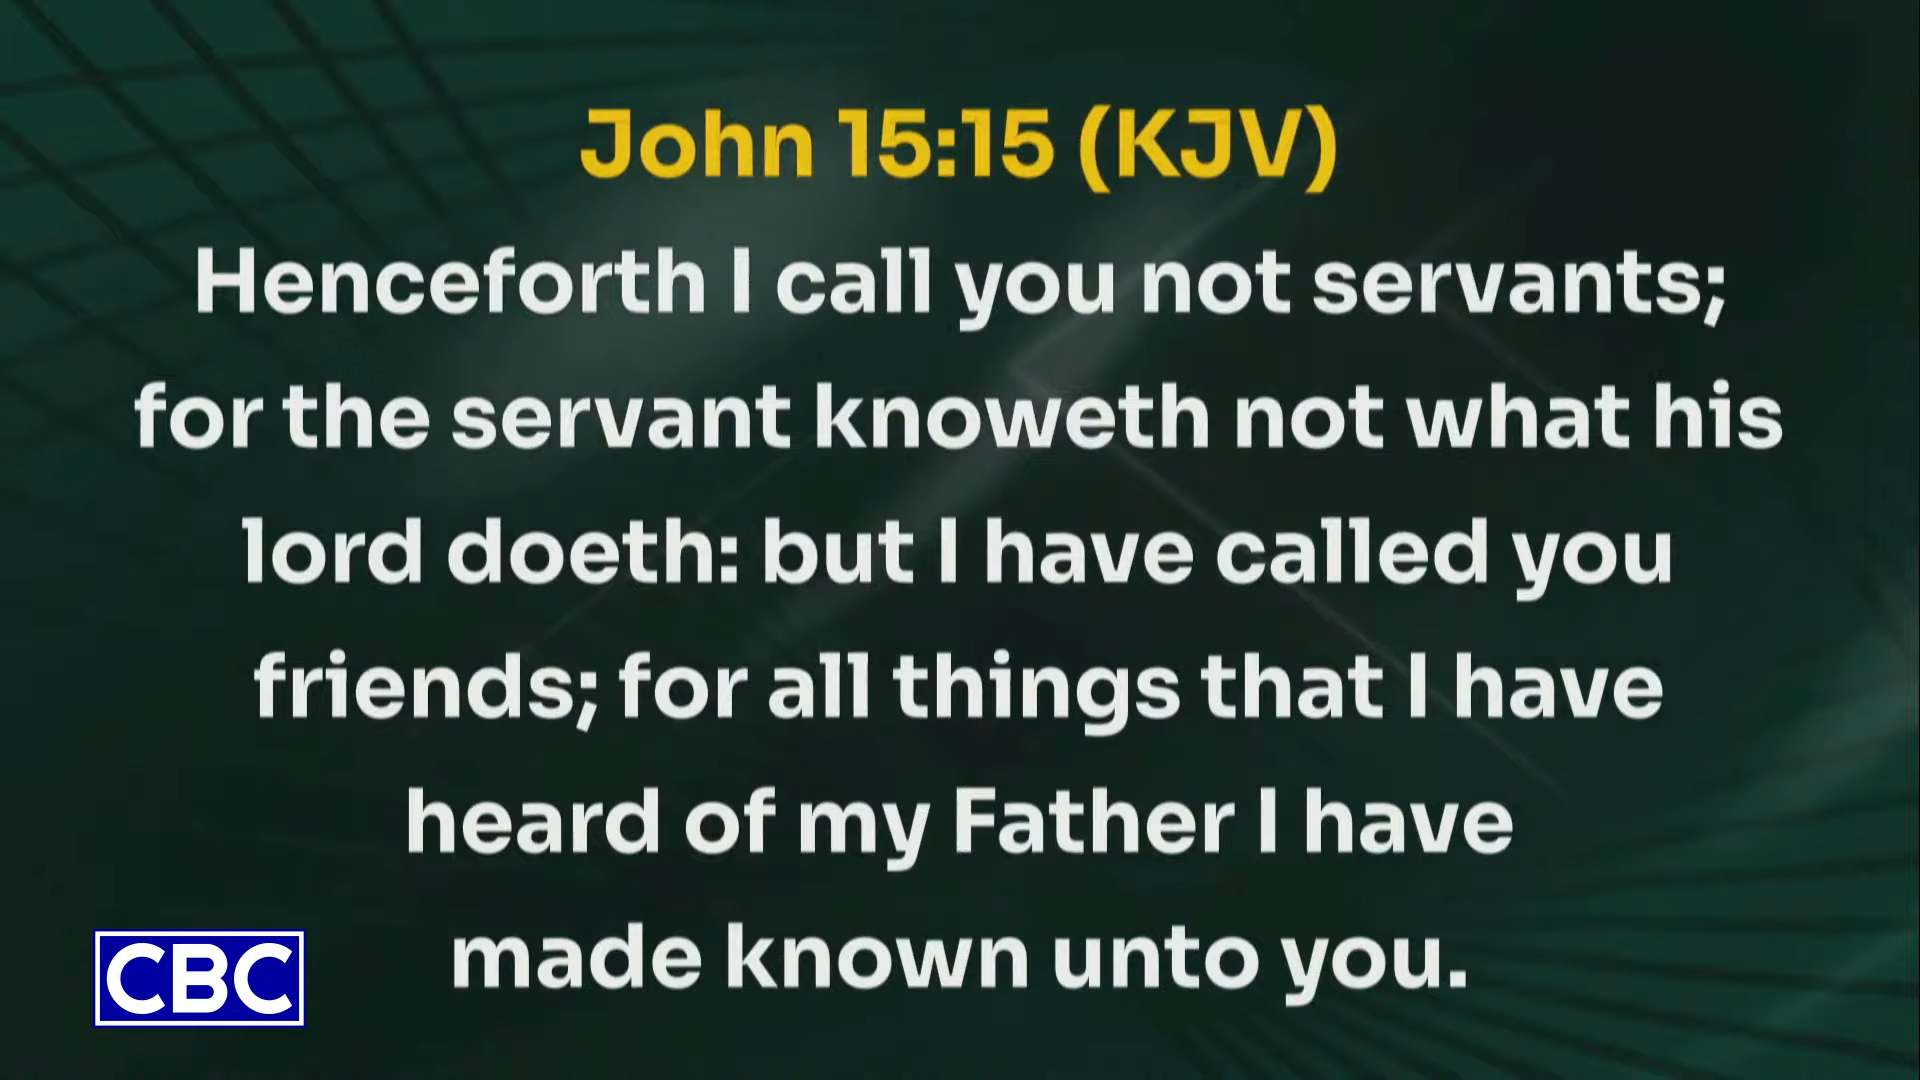 John 15:15 (KJV)
Henceforth I call you not servants;
for the servant knoweth not what his
lord doeth: but I have called you
friends; for all things that I have
heard of my Father I have
made known unto you.
CBC